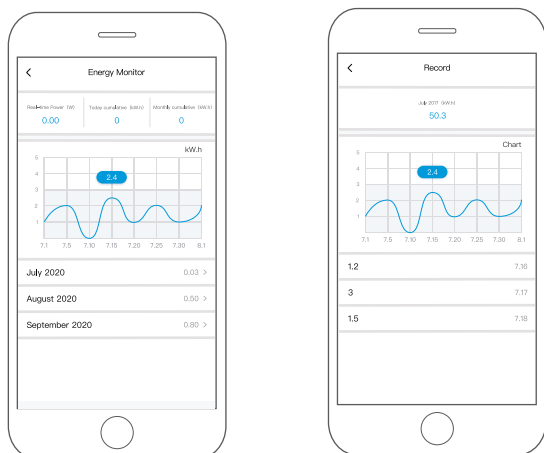 Energy Monitor
Real-time Power (W) Today cumulative (kW.h) Monthly cumulative (kW.h)
0.00 0 0
kW.h
5
4
3
2
1
2.4
7.1 7.5 7.10 7.15 7.20 7.25 7.30 8.1
July 2020 0.03 >
August 2020 0.50 >
September 2020 0.80 >
Record
July 2017 (kW.h)
50.3
Chart
5
4
3
2
1
2.4
7.1 7.5 7.10 7.15 7.20 7.25 7.30 8.1
1.2 7.16
3 7.17
1.5 7.18